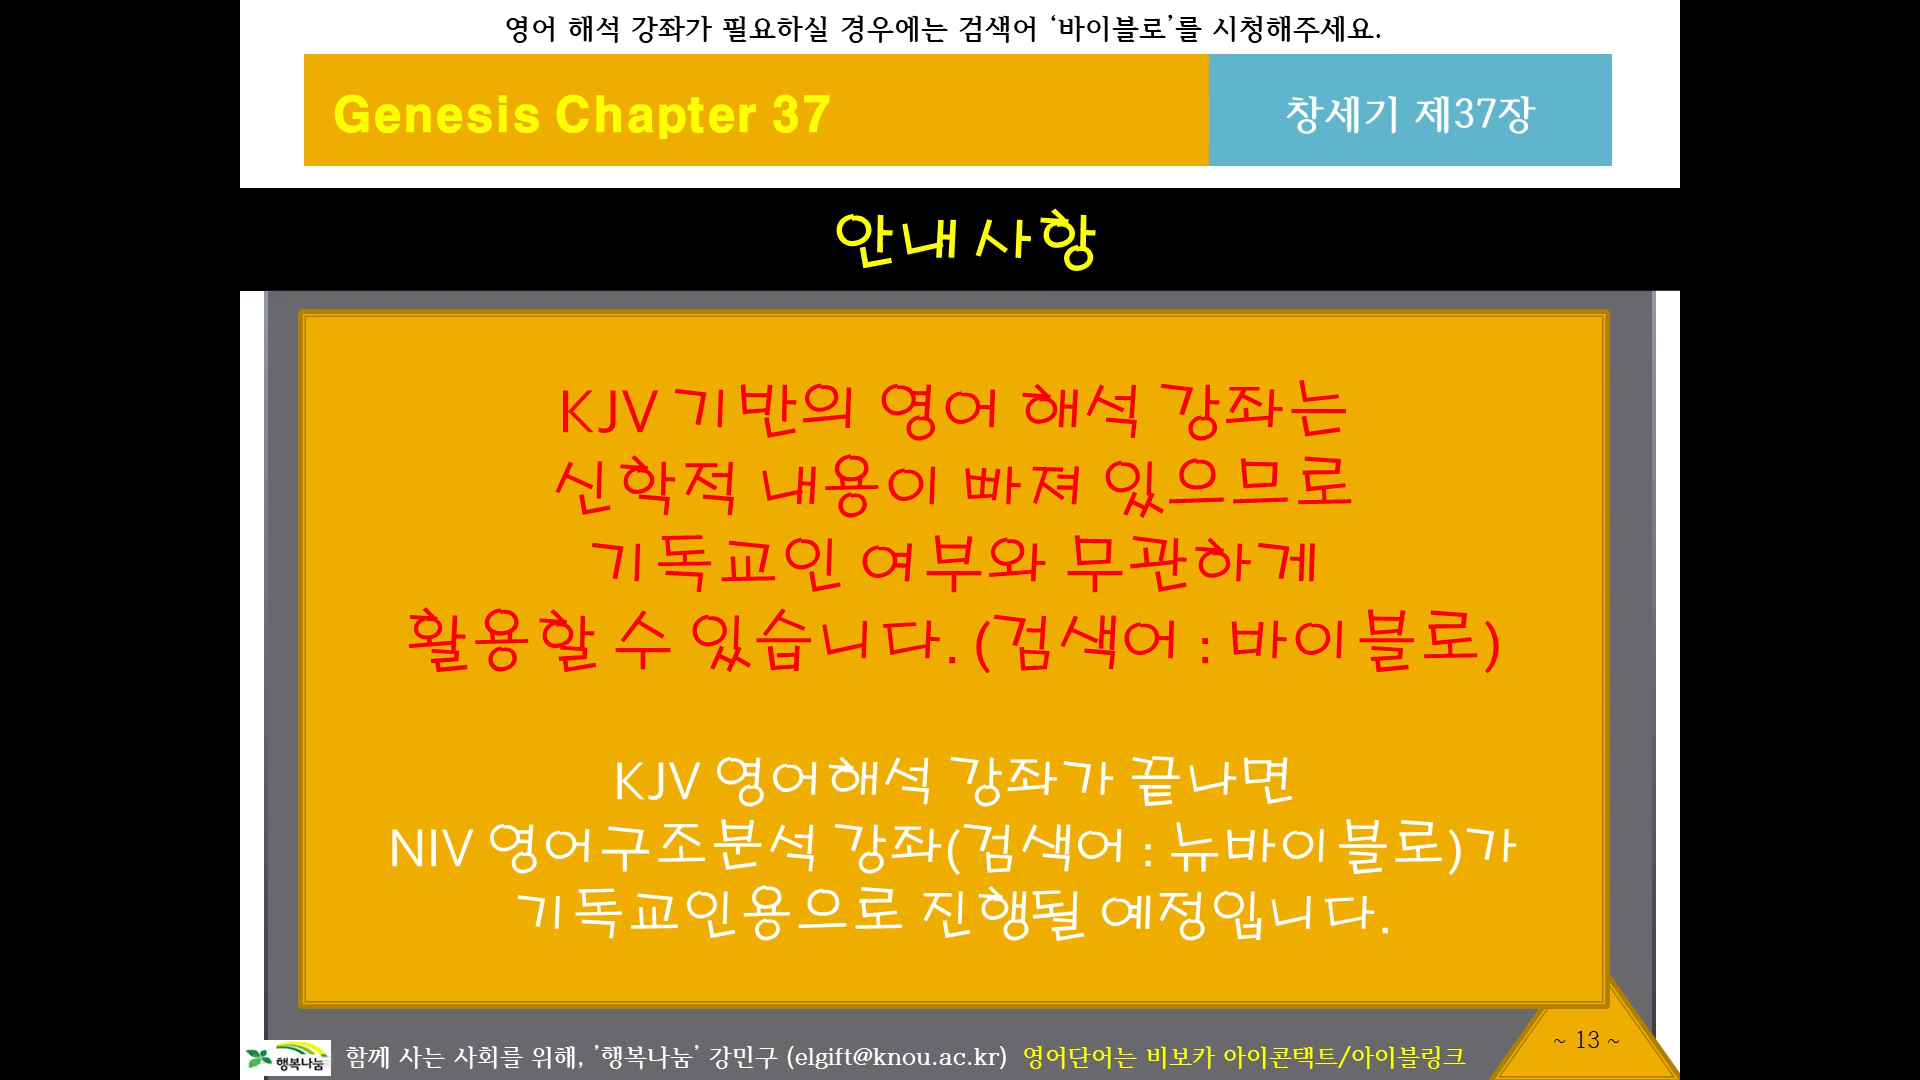 영어 해석 강좌가 필요하실 경우에는 검색어 ‘바이블로’를 시청해주세요.
Genesis Chapter 37
창세기 제37장
안내사항
KJV 기반의 영어 해석 강좌는
신학적 내용이 빠져 있으므로
기독교인 여부와 무관하게
활용할 수 있습니다. (검색어 : 바이블로)
KJV 영어해석 강좌가 끝나면
NIV 영어구조분석 강좌(검색어 : 뉴바이블로)가
기독교인용으로 진행될 예정입니다.
~ 13 ~
행복나눔
함께 사는 사회를 위해, ’행복나눔’ 강민구 (elgift@knou.ac.kr) 영어단어는 비보카 아이콘택트/아이블링크